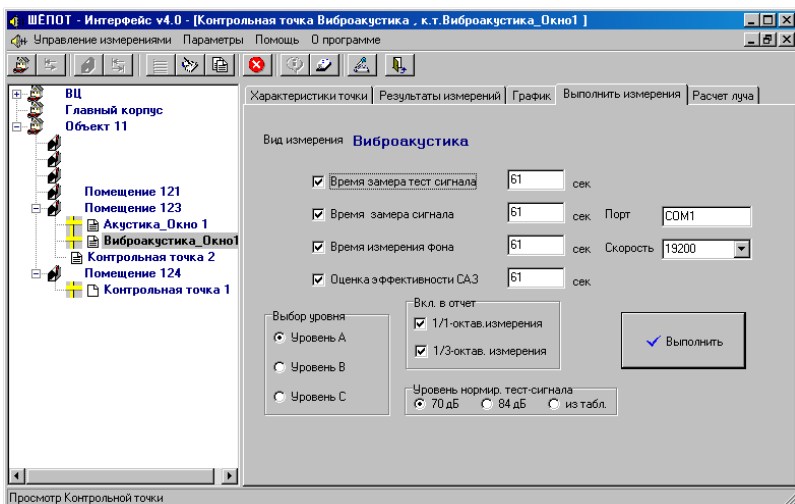 ШЁПОТ - Интерфейс v4.0 - [Контрольная точка Виброакустика , к.т.Виброакустика_Окно1 ]
Управление измерениями Параметры Помощь О программе
ВЦ
Главный корпус
Объект 11
Помещение 121
Помещение 123
Акустика_Окно 1
Виброакустика_Окно1
Контрольная точка 2
Помещение 124
Контрольная точка 1
Характеристики точки Результаты измерений График Выполнить измерения Расчет луча
Вид измерения Виброакустика
Время замера тест сигнала 61 сек
Время замера сигнала 61 сек Порт COM1
Время измерения фона 61 сек Скорость 19200
Оценка эффективности САЗ 61 сек
Выбор уровня
Уровень А
Уровень В
Уровень С
Вкл. в отчет
1/1-октав.измерения
1/3-октав. измерения
Выполнить
Уровень нормир. тест-сигнала
70 дБ 84 дБ из табл.
Просмотр Контрольной точки